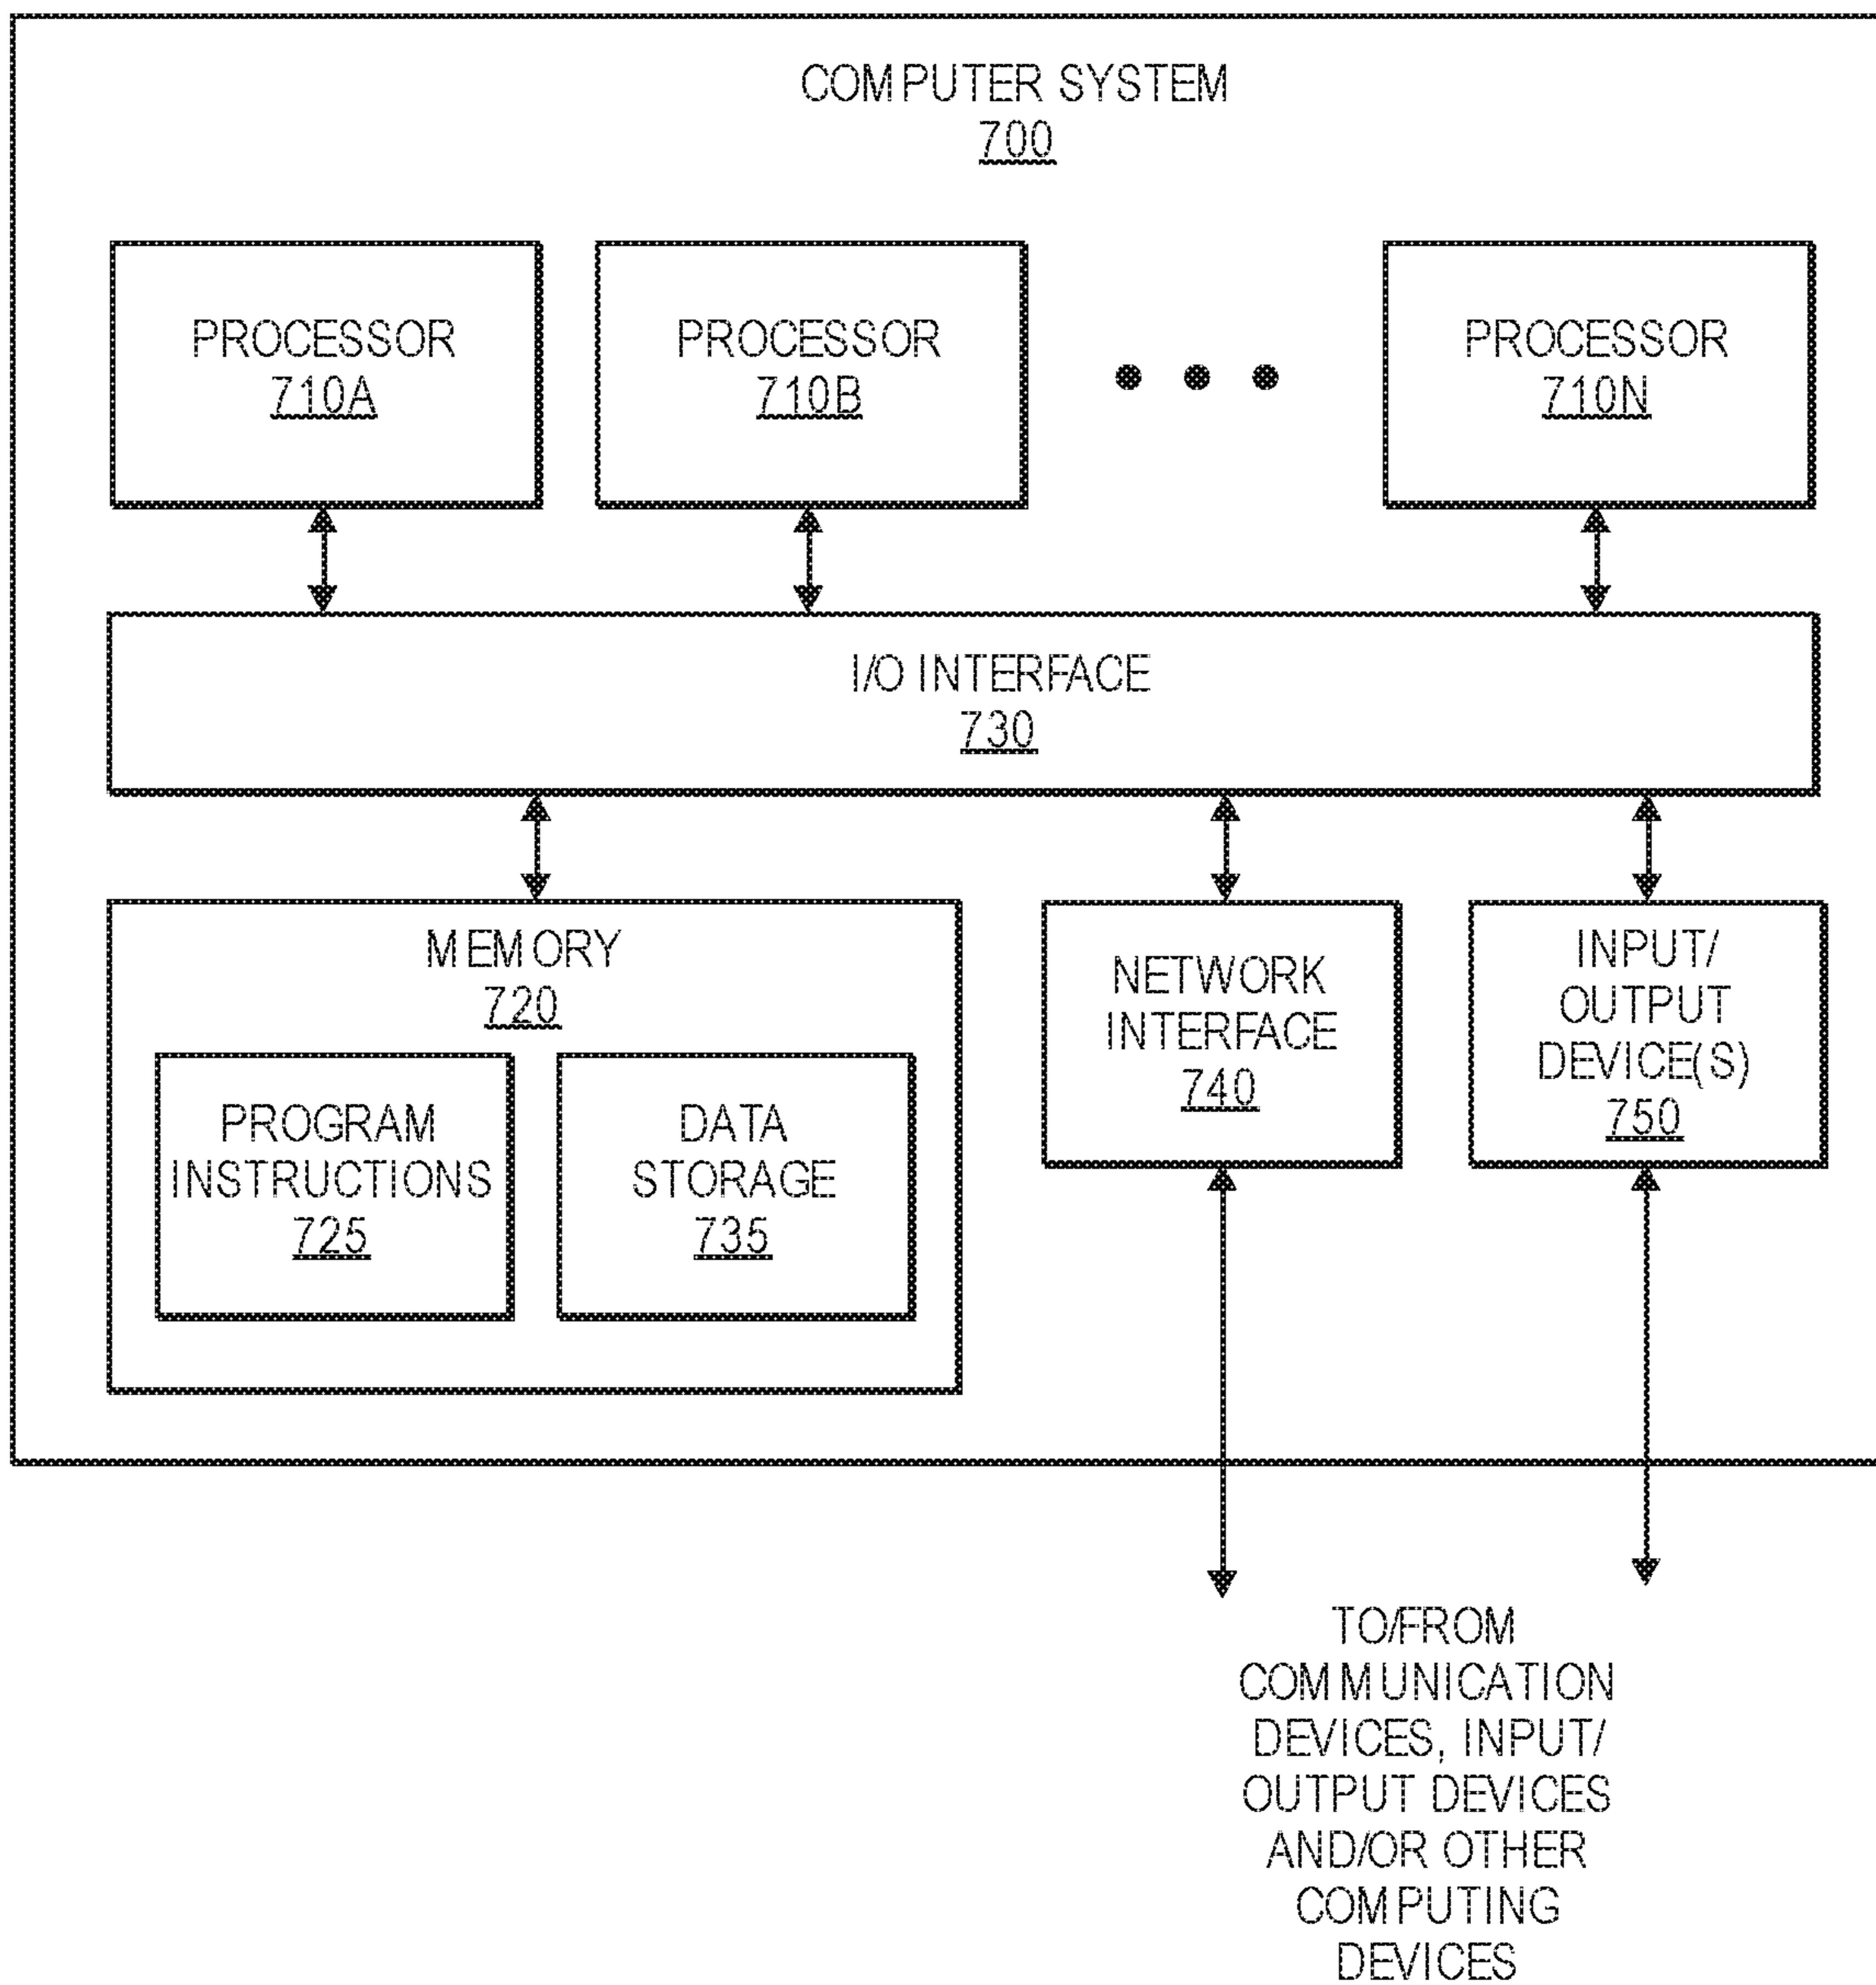 COMPUTER SYSTEM
700
PROCESSOR
710A
PROCESSOR
710B
PROCESSOR
710N
I/O INTERFACE
730
MEMORY
720
PROGRAM
INSTRUCTIONS
725
DATA
STORAGE
735
NETWORK
INTERFACE
740
INPUT/
OUTPUT
DEVICE(S)
750
TO/FROM
COMMUNICATION
DEVICES, INPUT/
OUTPUT DEVICES
AND/OR OTHER
COMPUTING
DEVICES